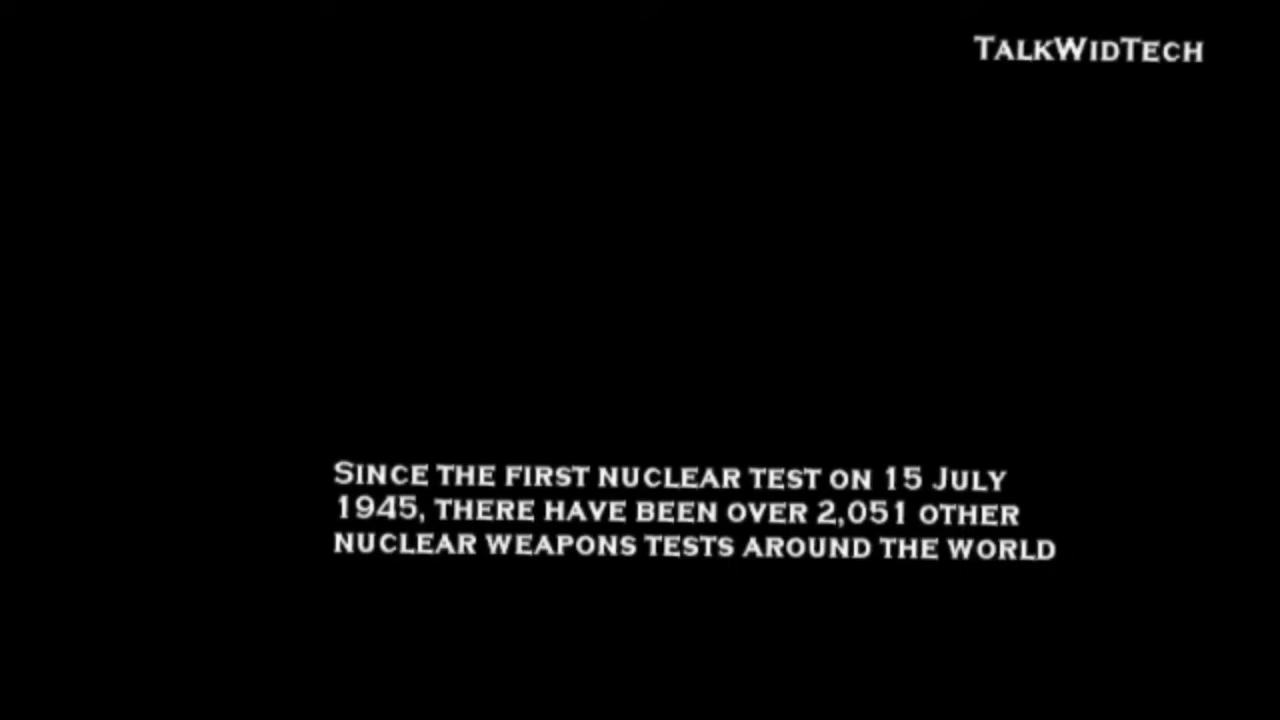 TalkWidTech
Since the first nuclear test on 15 July
1945, there have been over 2,051 other
nuclear weapons tests around the world